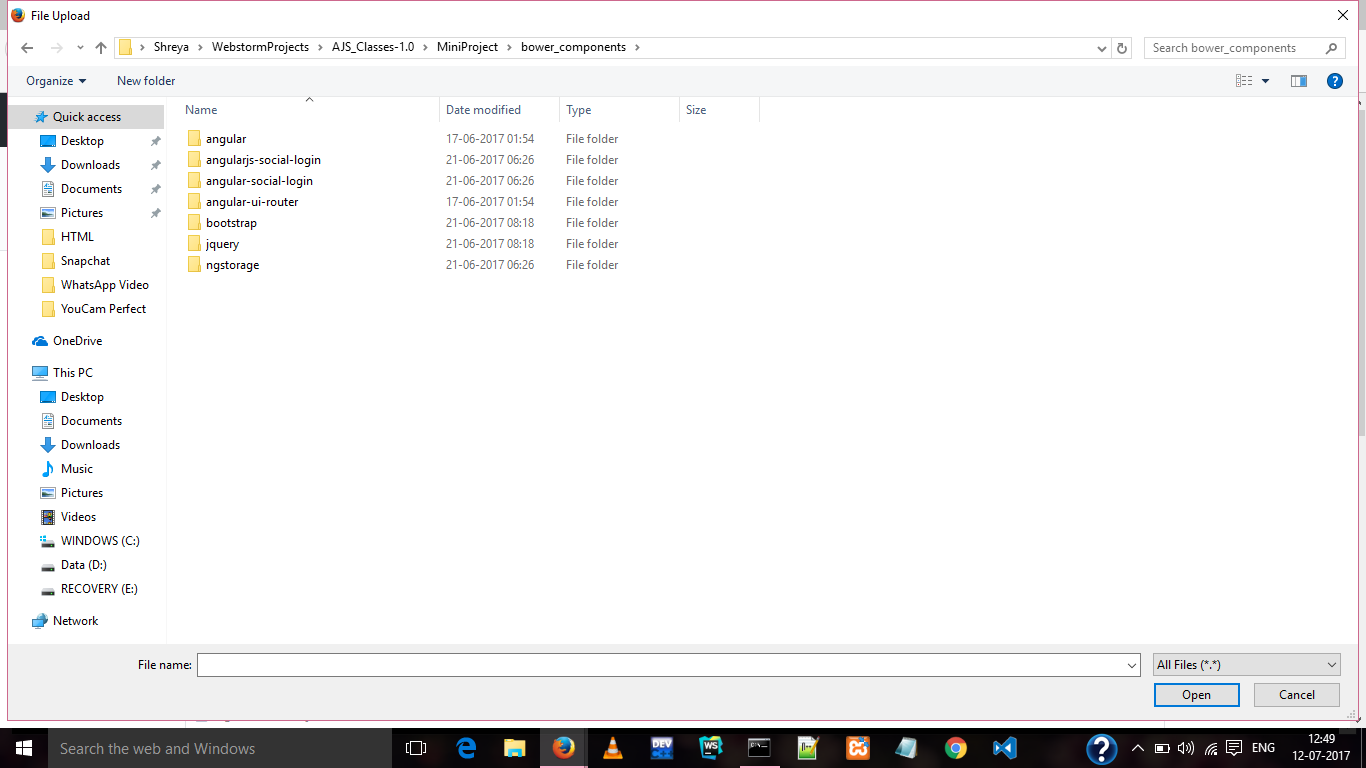 File Upload
Shreya WebstormProjects AJS_Classes-1.0 MiniProject bower_components
Search bower_components
Organize New folder
Name Date modified Type Size
Quick access
Desktop
Downloads
Documents
Pictures
HTML
Snapchat
WhatsApp Video
YouCam Perfect
OneDrive
This PC
Desktop
Documents
Downloads
Music
Pictures
Videos
WINDOWS (C:)
Data (D:)
RECOVERY (E:)
Network
angular 17-06-2017 01:54 File folder
angularjs-social-login 21-06-2017 06:26 File folder
angular-social-login 21-06-2017 06:26 File folder
angular-ui-router 17-06-2017 01:54 File folder
bootstrap 21-06-2017 08:18 File folder
jquery 21-06-2017 08:18 File folder
ngstorage 21-06-2017 06:26 File folder
File name:
All Files (*.*)
Open Cancel
Search the web and Windows
DEV
WS
ENG
12:49
12-07-2017